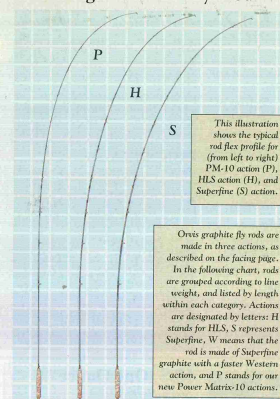 P
H
S
This illustration
shows the typical
rod flex profile for
(from left to right)
PM-10 action (P),
HLS action (H), and
Superfine (S) action.
Orvis graphite fly rods are
made in three actions, as
described on the facing page.
In the following chart, rods
are grouped according to line
weight, and listed by length
within each category. Actions
are designated by letters: H
stands for HLS, S represents
Superfine, W means that the
rod is made of Superfine
graphite with a faster Western
action, and P stands for our
new Power Matrix-10 actions.